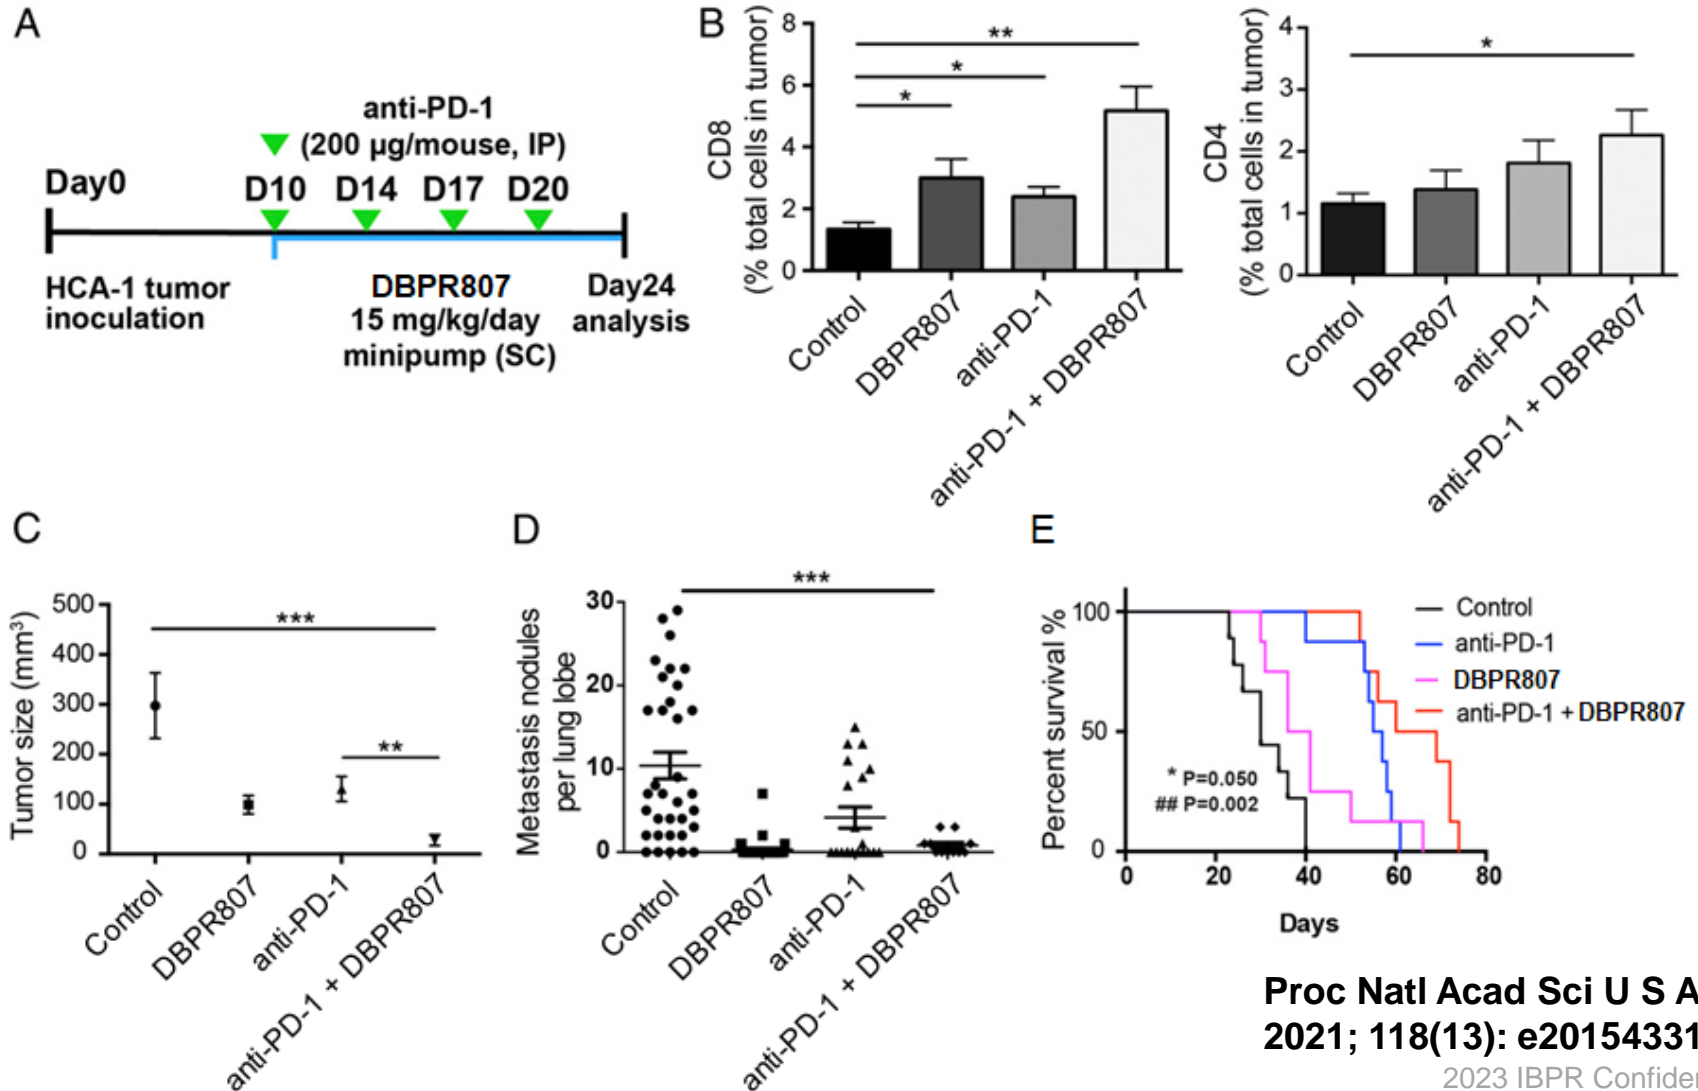 A
anti-PD-1
(200 µg/mouse, IP)
Day0
D10 D14 D17 D20
HCA-1 tumor
inoculation
DBPR807
15 mg/kg/day
minipump (SC)
Day24
analysis
B
CD8
(% total cells in tumor)
8
6
4
2
0
**
*
*
Control
DBPR807
anti-PD-1
anti-PD-1 + DBPR807
CD4
(% total cells in tumor)
4
3
2
1
0
*
Control
DBPR807
anti-PD-1
anti-PD-1 + DBPR807
C
Tumor size (mm³)
500
400
300
200
100
0
***
**
Control
DBPR807
anti-PD-1
anti-PD-1 + DBPR807
D
Metastasis nodules
per lung lobe
30
20
10
0
***
Control
DBPR807
anti-PD-1
anti-PD-1 + DBPR807
E
Percent survival %
100
50
0
* P=0.050
## P=0.002
Control
anti-PD-1
DBPR807
anti-PD-1 + DBPR807
0 20 40 60 80
Days
Proc Natl Acad Sci U S A
2021; 118(13): e20154331
2023 IBPR Confiden